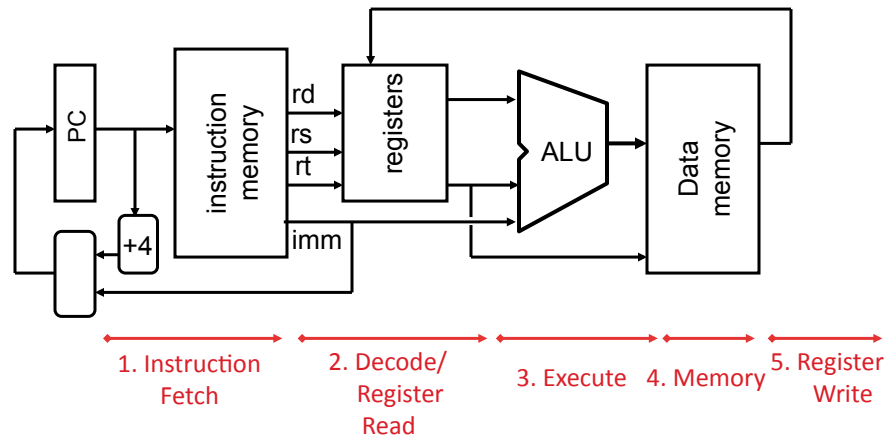 PC
+4
instruction
memory
rd
rs
rt
imm
registers
ALU
Data
memory
1. Instruction
Fetch
2. Decode/
Register
Read
3. Execute
4. Memory
5. Register
Write